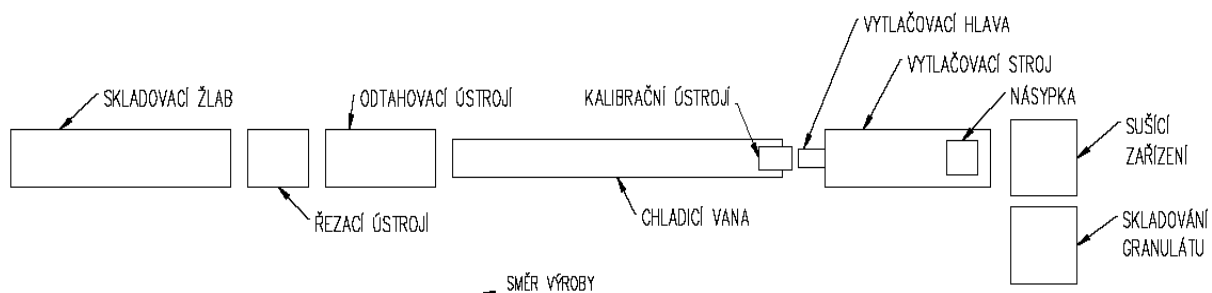 VYTLAČOVACÍ HLAVA
VYTLAČOVACÍ STROJ
SKLADOVACÍ ŽLAB
ODTAHOVACÍ ÚSTROJÍ
KALIBRAČNÍ ÚSTROJÍ
NÁSYPKA
SUŠÍCÍ
ZAŘÍZENÍ
ŘEZACÍ ÚSTROJÍ
CHLADICÍ VANA
SKLADOVÁNÍ
GRANULÁTU
SMĚR VÝROBY